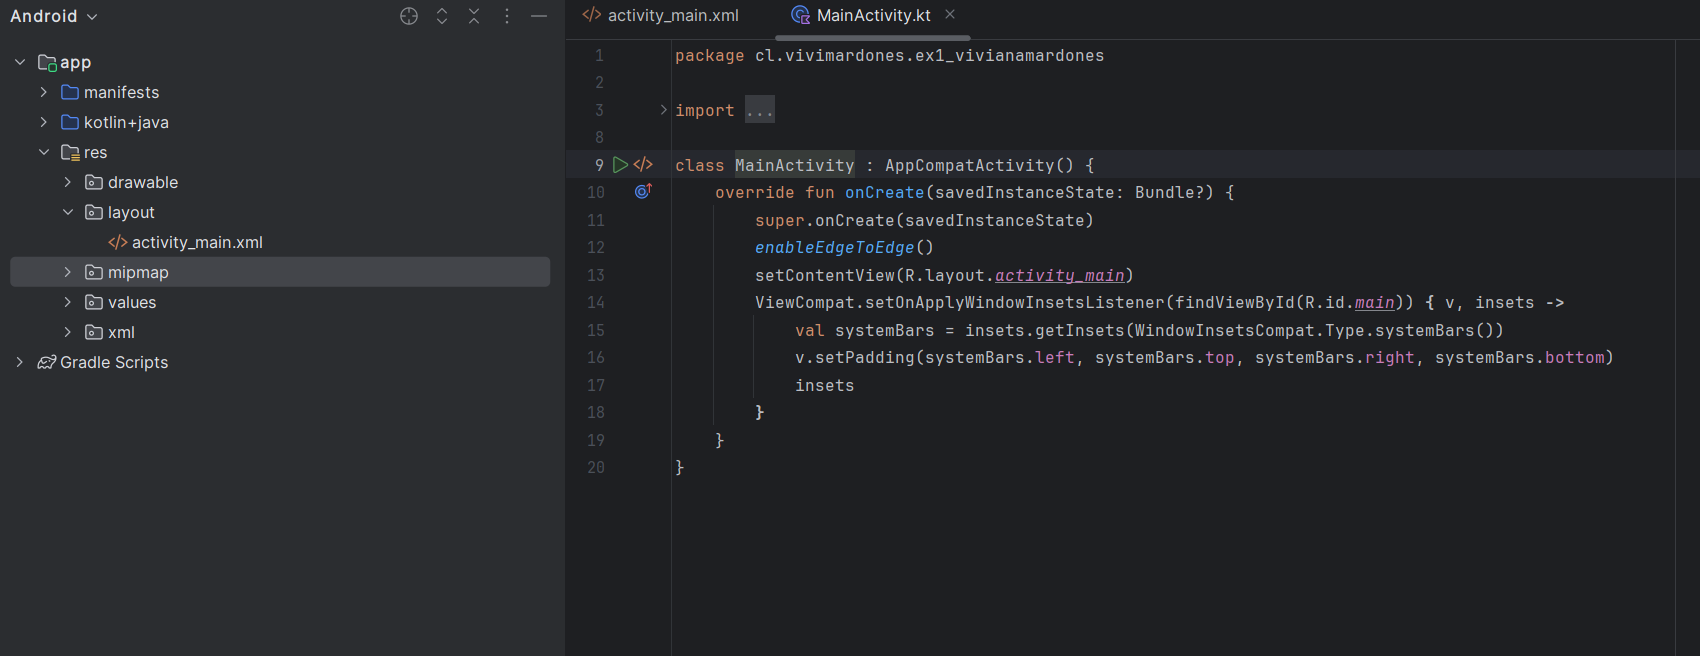 Android
app
manifests
kotlin+java
res
drawable
layout
activity_main.xml
mipmap
values
xml
Gradle Scripts
activity_main.xml
MainActivity.kt
1 package cl.vivimardones.ex1_vivianamardones
2
3 import ...
8
9 class MainActivity : AppCompatActivity() {
10 override fun onCreate(savedInstanceState: Bundle?) {
11 super.onCreate(savedInstanceState)
12 enableEdgeToEdge()
13 setContentView(R.layout.activity_main)
14 ViewCompat.setOnApplyWindowInsetsListener(findViewById(R.id.main)) { v, insets ->
15 val systemBars = insets.getInsets(WindowInsetsCompat.Type.systemBars())
16 v.setPadding(systemBars.left, systemBars.top, systemBars.right, systemBars.bottom)
17 insets
18 }
19 }
20 }